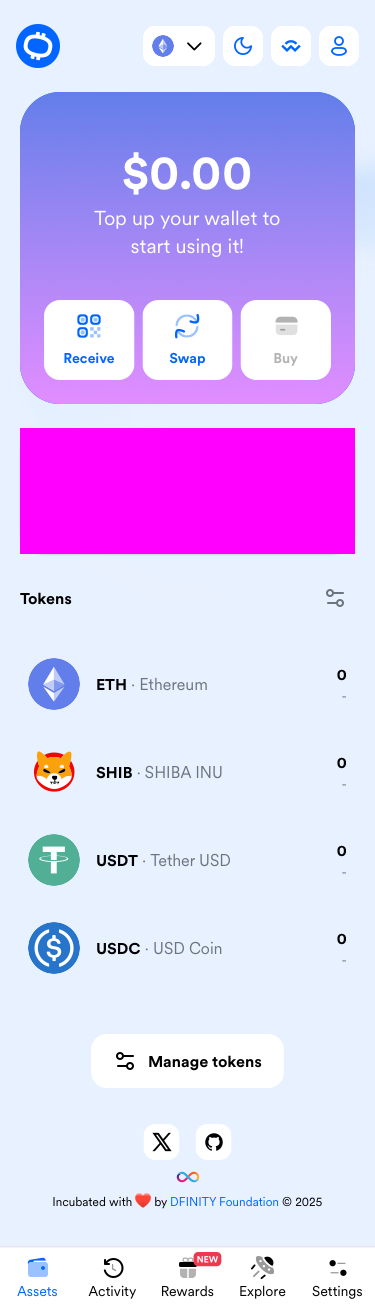 $0.00
Top up your wallet to
start using it!
Receive
Swap
Buy
Tokens
ETH · Ethereum
0
-
SHIB · SHIBA INU
0
-
USDT · Tether USD
0
-
USDC · USD Coin
0
-
Manage tokens
Incubated with ❤️ by DFINITY Foundation © 2025
NEW
Assets
Activity
Rewards
Explore
Settings